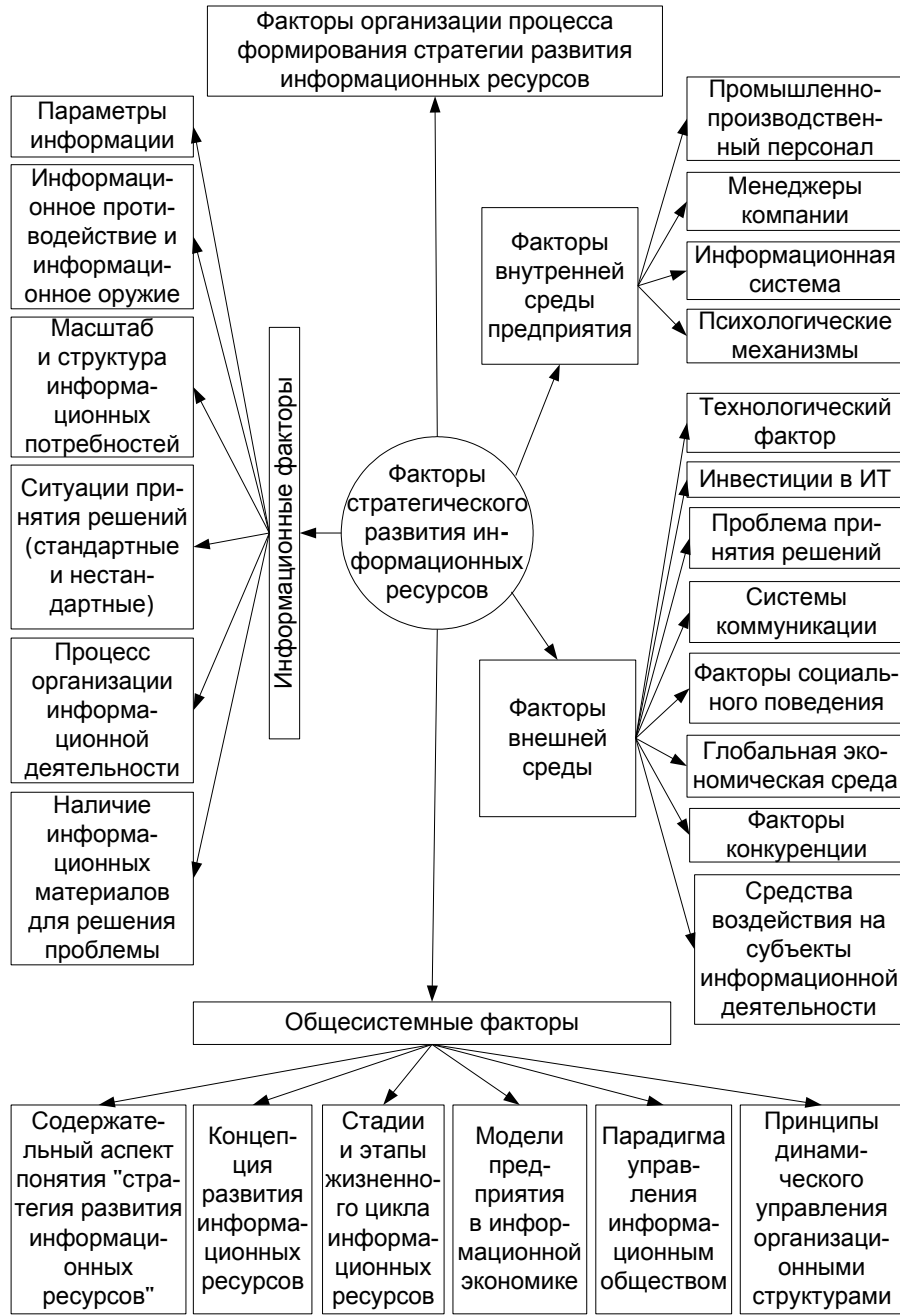 Факторы организации процесса
формирования стратегии развития
информационных ресурсов
Параметры
информации
Информаци-
онное проти-
водействие и
информаци-
онное оружие
Масштаб
и структура
информа-
ционных
потребностей
Ситуации при-
нятия решений
(стандартные
и нестан-
дартные)
Процесс
организации
информа-
ционной
деятельности
Наличие
информа-
ционных
материалов
для решения
проблемы
Информационные факторы
Факторы
стратегического
развития ин-
формационных
ресурсов
Факторы
внутренней
среды
предприятия
Промышленно-
производствен-
ный персонал
Менеджеры
компании
Информационная
система
Психологические
механизмы
Факторы
внешней
среды
Технологический
фактор
Инвестиции в ИТ
Проблема при-
нятия решений
Системы
коммуникации
Факторы социаль-
ного поведения
Глобальная эко-
номическая среда
Факторы
конкуренции
Средства
воздействия на
субъекты
информационной
деятельности
Общесистемные факторы
Содержатель-
ный аспект
понятия "стра-
тегия развития
информаци-
онных
ресурсов"
Концеп-
ция
развития
информаци-
онных
ресурсов
Стадии
и этапы
жизненно-
го цикла
информа-
ционных
ресурсов
Модели
пред-
приятия
в инфор-
мационной
экономике
Парадигма
управ-
ления
информа-
ционным
обществом
Принципы
динами-
ческого
управления
организаци-
онными
структурами